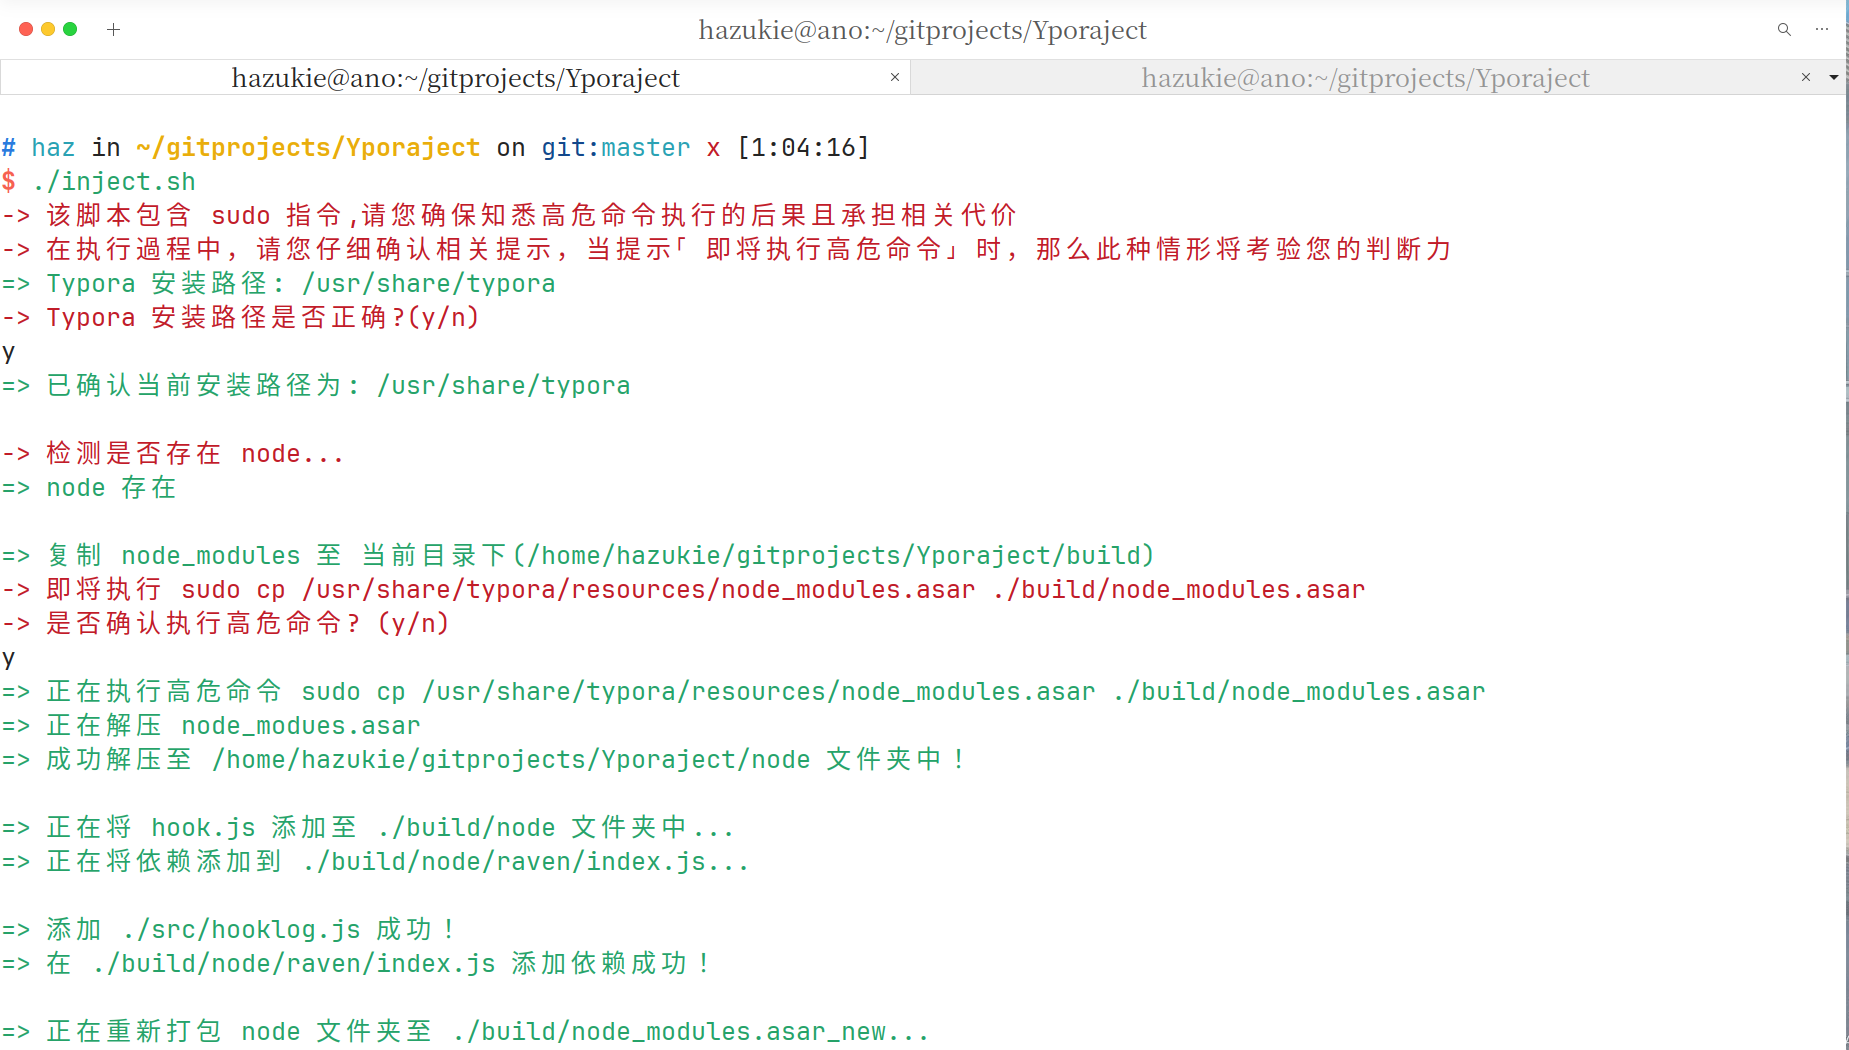 hazukie@ano:~/gitprojects/Yporaject
hazukie@ano:~/gitprojects/Yporaject
hazukie@ano:~/gitprojects/Yporaject
# haz in ~/gitprojects/Yporaject on git:master x [1:04:16]
$ ./inject.sh
-> 该脚本包含 sudo 指令,请您确保知悉高危命令执行的后果且承担相关代价
-> 在执行過程中，请您仔细确认相关提示，当提示「 即将执行高危命令」时，那么此种情形将考验您的判断力
=> Typora 安装路径: /usr/share/typora
-> Typora 安装路径是否正确?(y/n)
y
=> 已确认当前安装路径为: /usr/share/typora
-> 检测是否存在 node...
=> node 存在
=> 复制 node_modules 至 当前目录下(/home/hazukie/gitprojects/Yporaject/build)
-> 即将执行 sudo cp /usr/share/typora/resources/node_modules.asar ./build/node_modules.asar
-> 是否确认执行高危命令? (y/n)
y
=> 正在执行高危命令 sudo cp /usr/share/typora/resources/node_modules.asar ./build/node_modules.asar
=> 正在解压 node_modues.asar
=> 成功解压至 /home/hazukie/gitprojects/Yporaject/node 文件夹中！
=> 正在将 hook.js 添加至 ./build/node 文件夹中...
=> 正在将依赖添加到 ./build/node/raven/index.js...
=> 添加 ./src/hooklog.js 成功！
=> 在 ./build/node/raven/index.js 添加依赖成功！
=> 正在重新打包 node 文件夹至 ./build/node_modules.asar_new...